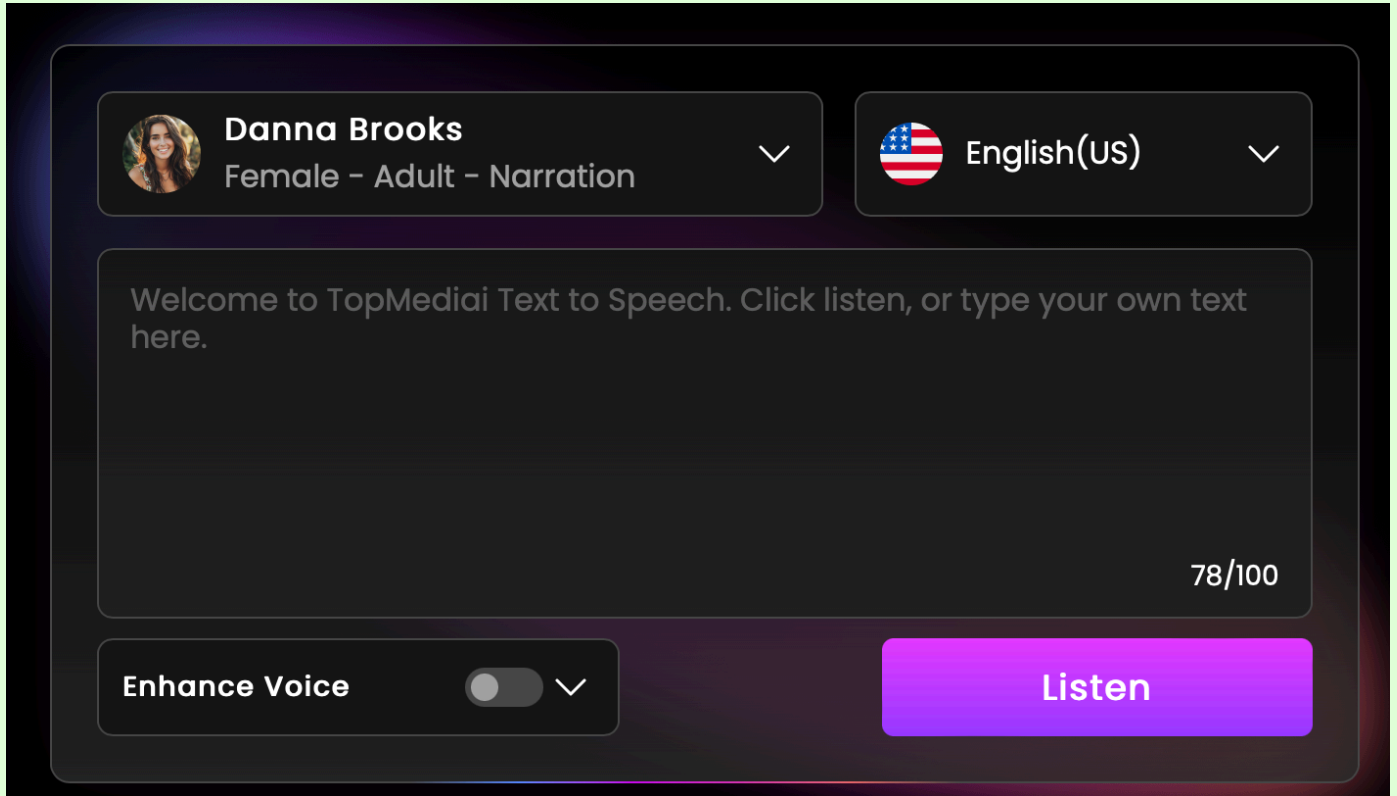 Danna Brooks
Female - Adult - Narration
English(US)
Welcome to TopMediai Text to Speech. Click listen, or type your own text
here.
78/100
Enhance Voice
Listen